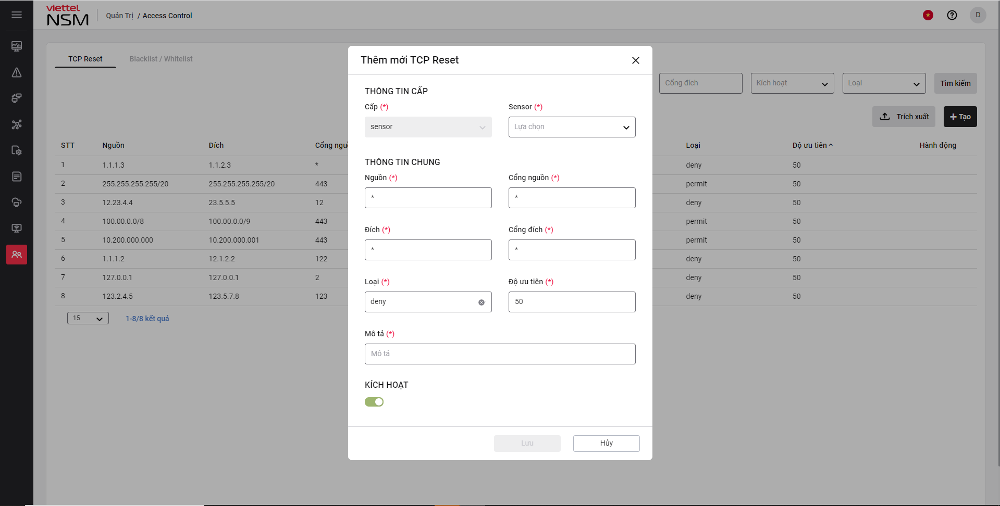 viettel
NSM
Quản Trị / Access Control
D
TCP Reset
Blacklist / Whitelist
Cổng đích
Kích hoạt
Loại
Tìm kiếm
Trích xuất
Tạo
STT Nguồn Đích Cổng nguồ Loại Độ ưu tiên Hành động
1 1.1.1.3 1.1.2.3 * deny 50
2 255.255.255.255/20 255.255.255.255/20 443 permit 50
3 12.23.4.4 23.5.5.5 12 deny 50
4 100.00.0.0/8 100.00.0.0/9 443 permit 50
5 10.200.000.000 10.200.000.001 443 permit 50
6 1.1.1.2 12.1.2.2 122 deny 50
7 127.0.0.1 127.0.0.1 2 deny 50
8 123.2.4.5 123.5.7.8 123 deny 50
15
1-8/8 kết quả
Thêm mới TCP Reset
THÔNG TIN CẤP
Cấp (*) Sensor (*)
sensor Lựa chọn
THÔNG TIN CHUNG
Nguồn (*) Cổng nguồn (*)
* *
Đích (*) Cổng đích (*)
* *
Loại (*) Độ ưu tiên (*)
deny 50
Mô tả (*)
Mô tả
KÍCH HOẠT
Lưu Hủy